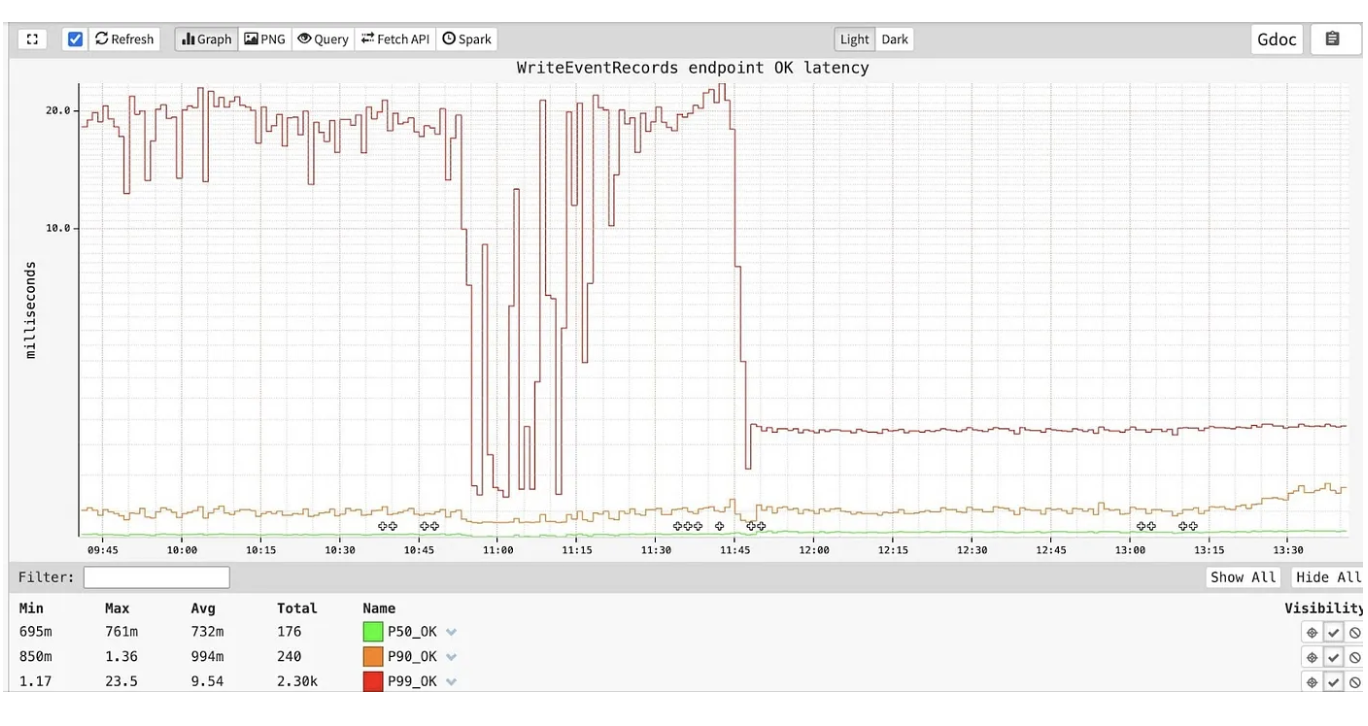 Refresh Graph PNG Query Fetch API Spark Light Dark Gdoc
WriteEventRecords endpoint OK latency
20.0
10.0
milliseconds
09:45 10:00 10:15 10:30 10:45 11:00 11:15 11:30 11:45 12:00 12:15 12:30 12:45 13:00 13:15 13:30
Filter: Show All Hide All
Min Max Avg Total Name Visibility
695m 761m 732m 176 P50_OK
850m 1.36 994m 240 P90_OK
1.17 23.5 9.54 2.30k P99_OK